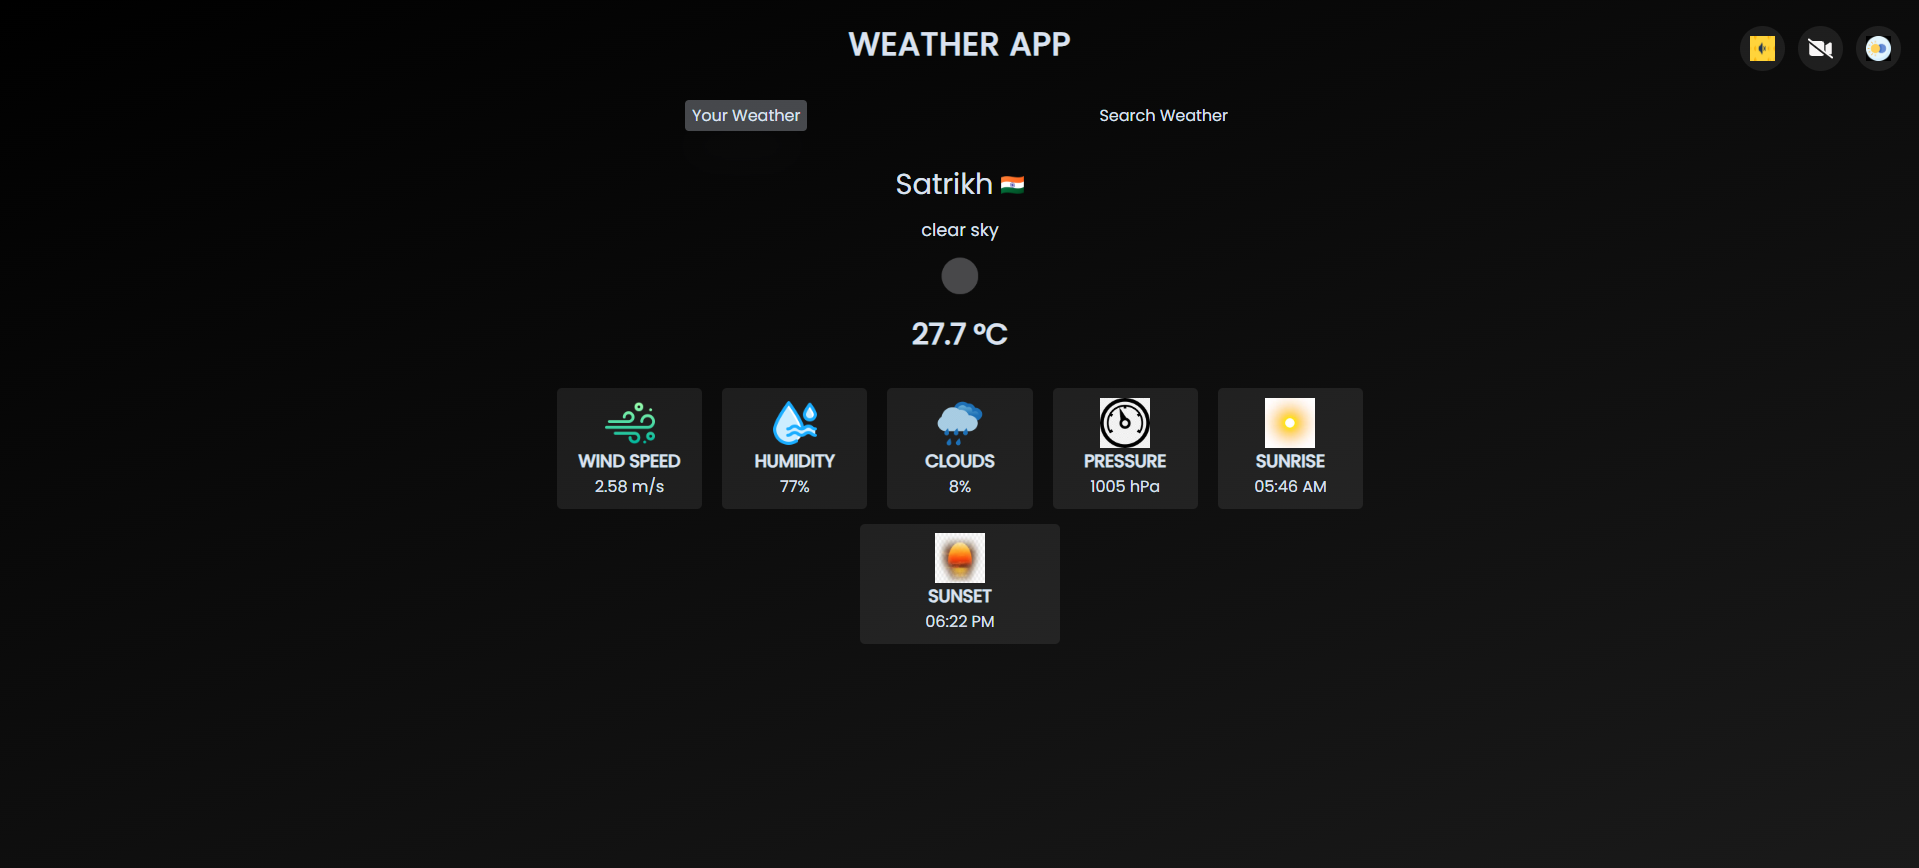 WEATHER APP
Your Weather
Search Weather
Satrikh
clear sky
27.7 °C
WIND SPEED
2.58 m/s
HUMIDITY
77%
CLOUDS
8%
PRESSURE
1005 hPa
SUNRISE
05:46 AM
SUNSET
06:22 PM